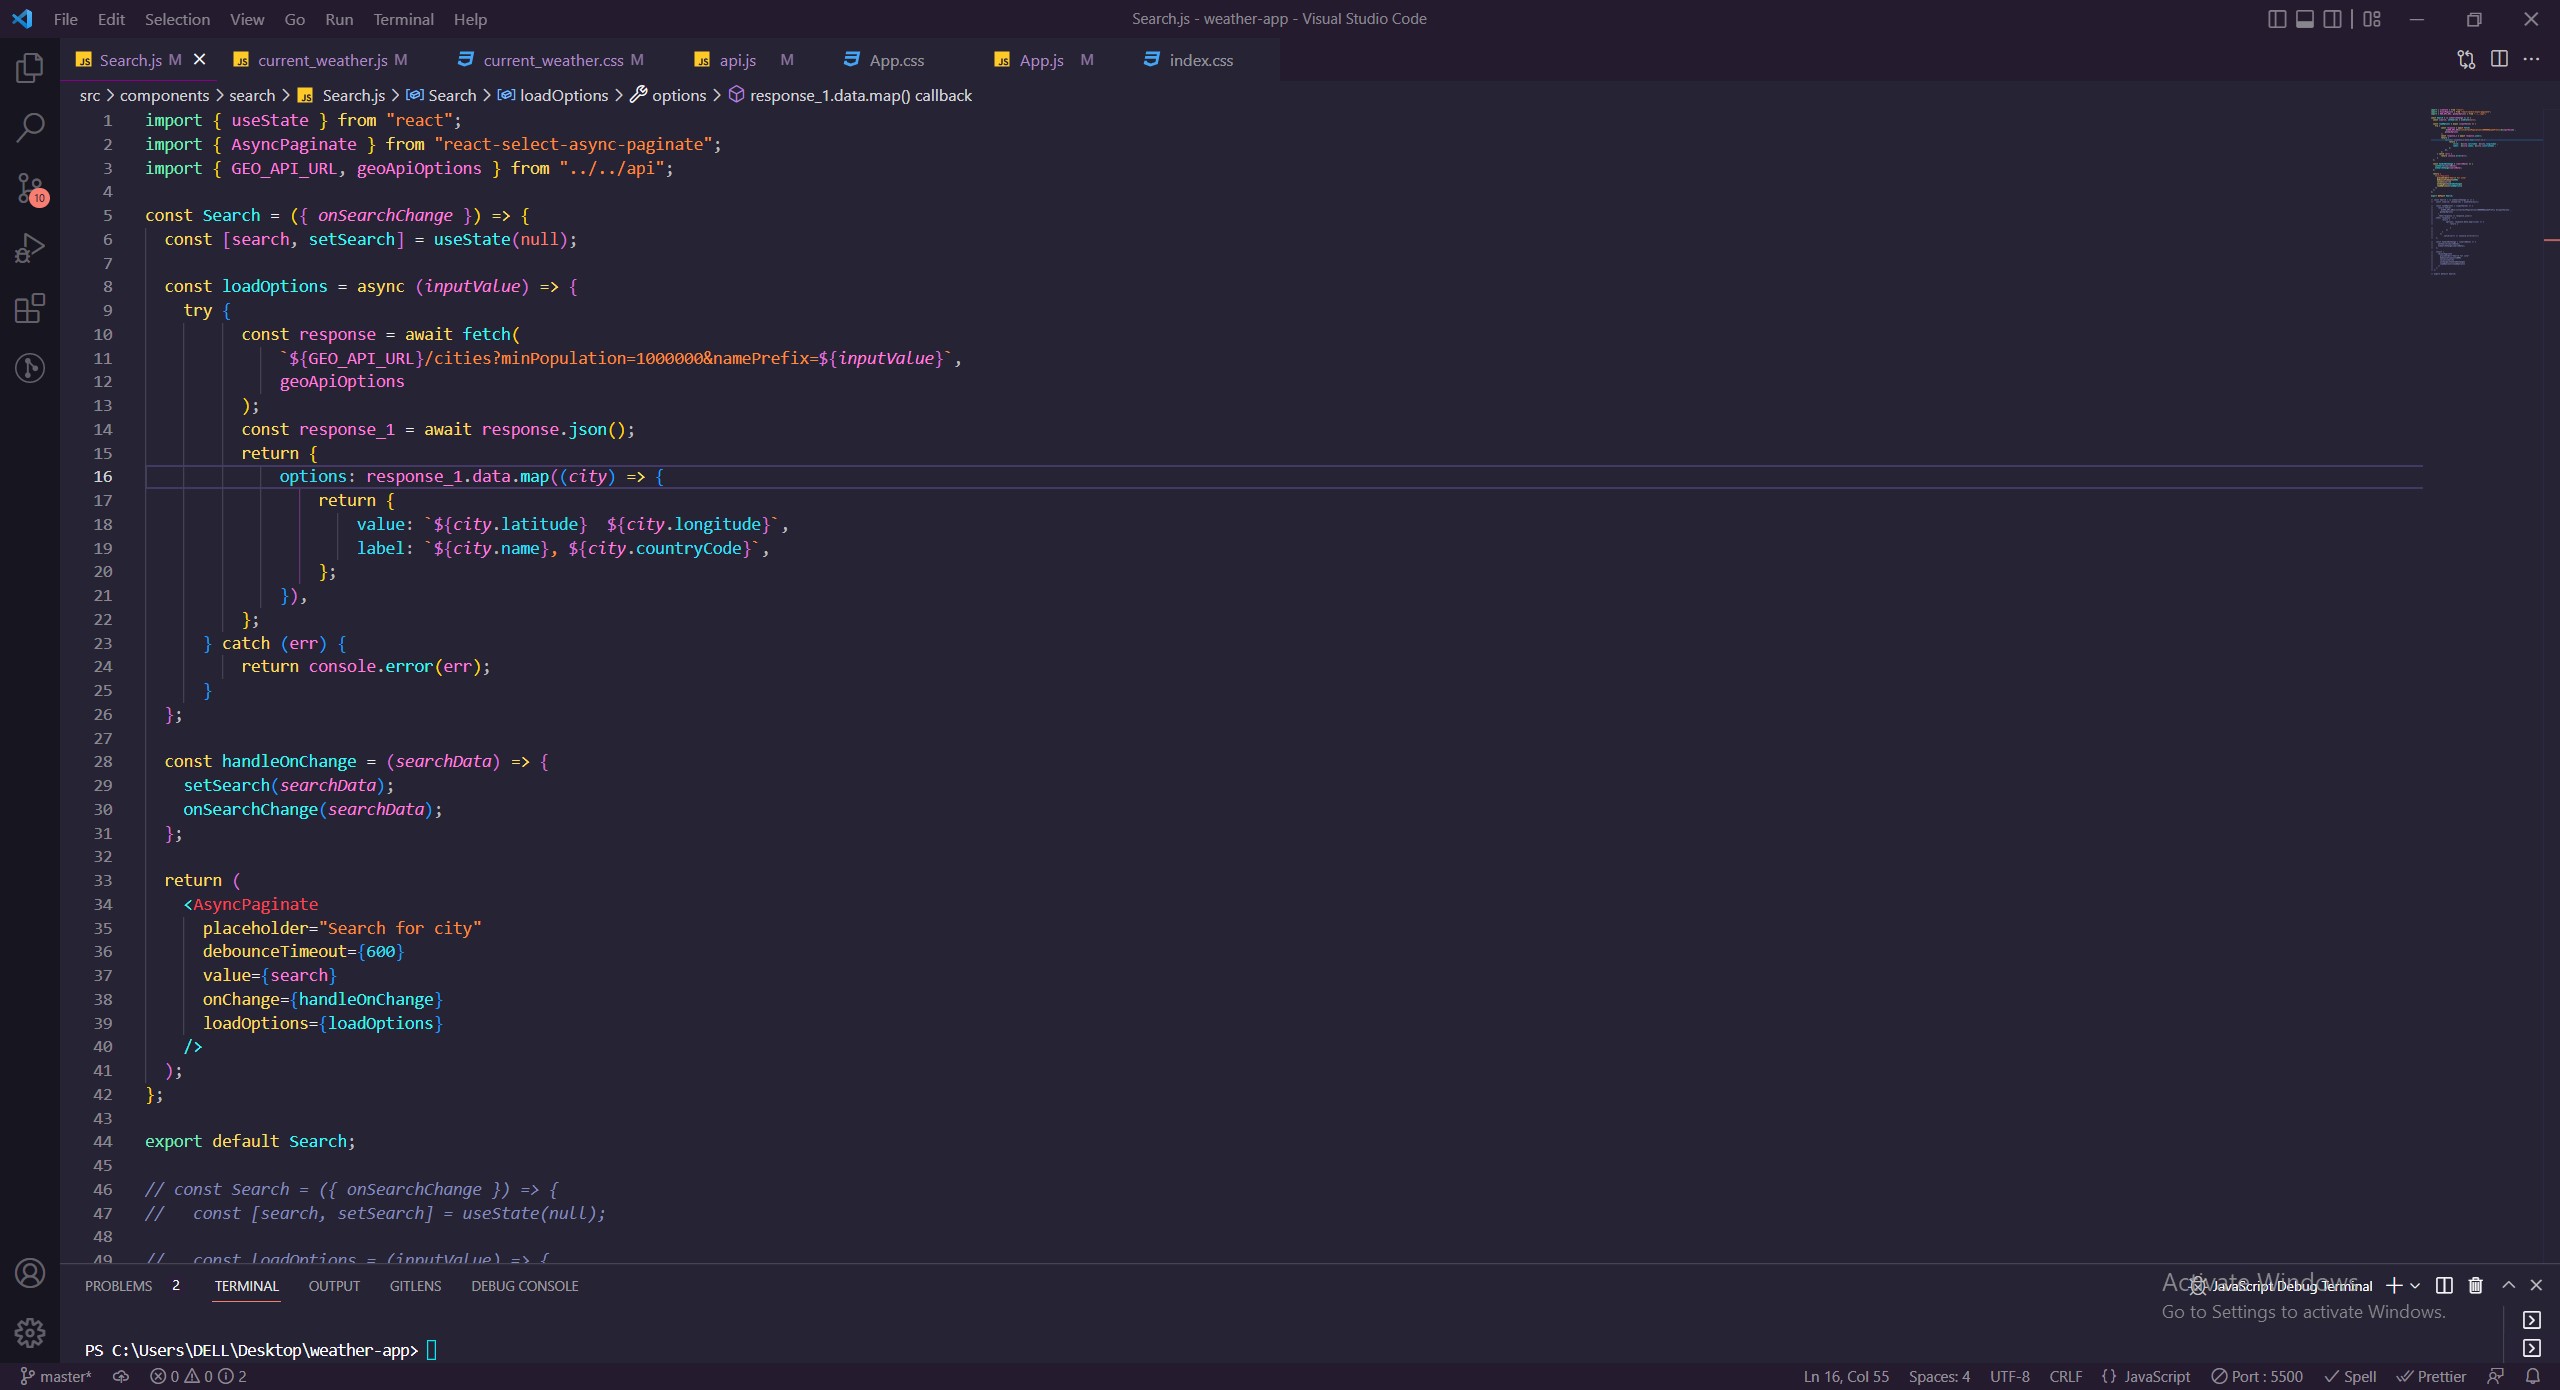 File Edit Selection View Go Run Terminal Help
Search.js - weather-app - Visual Studio Code
JS Search.js M
JS current_weather.js M
current_weather.css M
JS api.js M
App.css
JS App.js M
index.css
src > components > search > JS Search.js > Search > loadOptions > options > response_1.data.map() callback
10
1 import { useState } from "react";
2 import { AsyncPaginate } from "react-select-async-paginate";
3 import { GEO_API_URL, geoApiOptions } from "../../api";
4
5 const Search = ({ onSearchChange }) => {
6 const [search, setSearch] = useState(null);
7
8 const loadOptions = async (inputValue) => {
9 try {
10 const response = await fetch(
11 `${GEO_API_URL}/cities?minPopulation=1000000&namePrefix=${inputValue}`,
12 geoApiOptions
13 );
14 const response_1 = await response.json();
15 return {
16 options: response_1.data.map((city) => {
17 return {
18 value: `${city.latitude}  ${city.longitude}`,
19 label: `${city.name}, ${city.countryCode}`,
20 };
21 }),
22 };
23 } catch (err) {
24 return console.error(err);
25 }
26 };
27
28 const handleOnChange = (searchData) => {
29 setSearch(searchData);
30 onSearchChange(searchData);
31 };
32
33 return (
34 <AsyncPaginate
35 placeholder="Search for city"
36 debounceTimeout={600}
37 value={search}
38 onChange={handleOnChange}
39 loadOptions={loadOptions}
40 />
41 );
42 };
43
44 export default Search;
45
46 // const Search = ({ onSearchChange }) => {
47 //   const [search, setSearch] = useState(null);
48
49 //   const loadOptions = (inputValue) => {
PROBLEMS 2 TERMINAL OUTPUT GITLENS DEBUG CONSOLE
JavaScript Debug Terminal
Activate Windows
Go to Settings to activate Windows.
PS C:\Users\DELL\Desktop\weather-app>
master* 0 0 2
Ln 16, Col 55 Spaces: 4 UTF-8 CRLF {} JavaScript Port : 5500 Spell Prettier